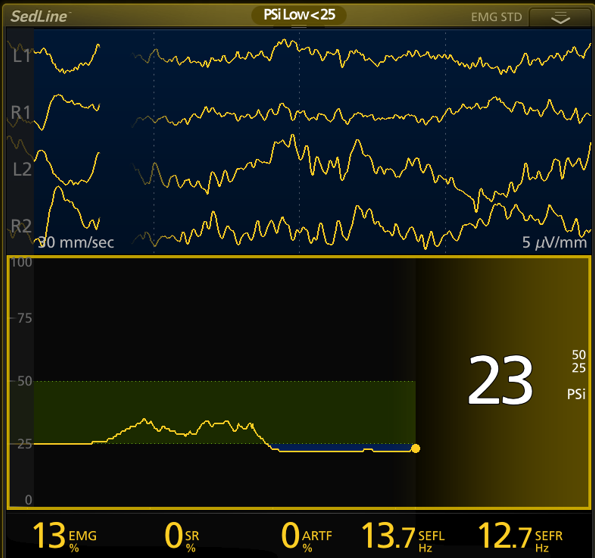 SedLine™ PSi Low < 25 EMG STD
L1
R1
L2
R2
30 mm/sec 5 µV/mm
100
75
50
25
0
23
50
25
PSi
13 EMG % 0 SR % 0 ARTF % 13.7 SEFL Hz 12.7 SEFR Hz